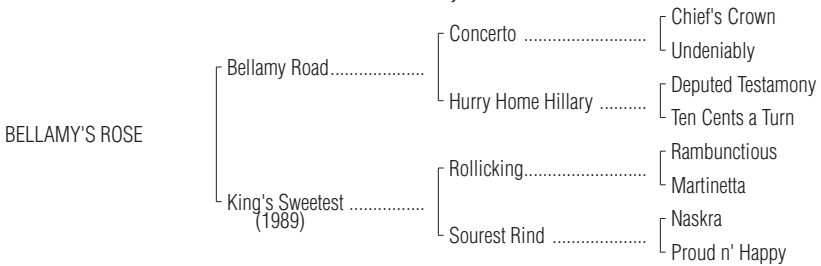 Chief's Crown
Concerto ..........................
Undeniably
Bellamy Road....................
Deputed Testamony
Hurry Home Hillary ..........
Ten Cents a Turn
BELLAMY'S ROSE
Rambunctious
Rollicking..........................
Martinetta
King's Sweetest ................
(1989)
Naskra
Sourest Rind ....................
Proud n' Happy